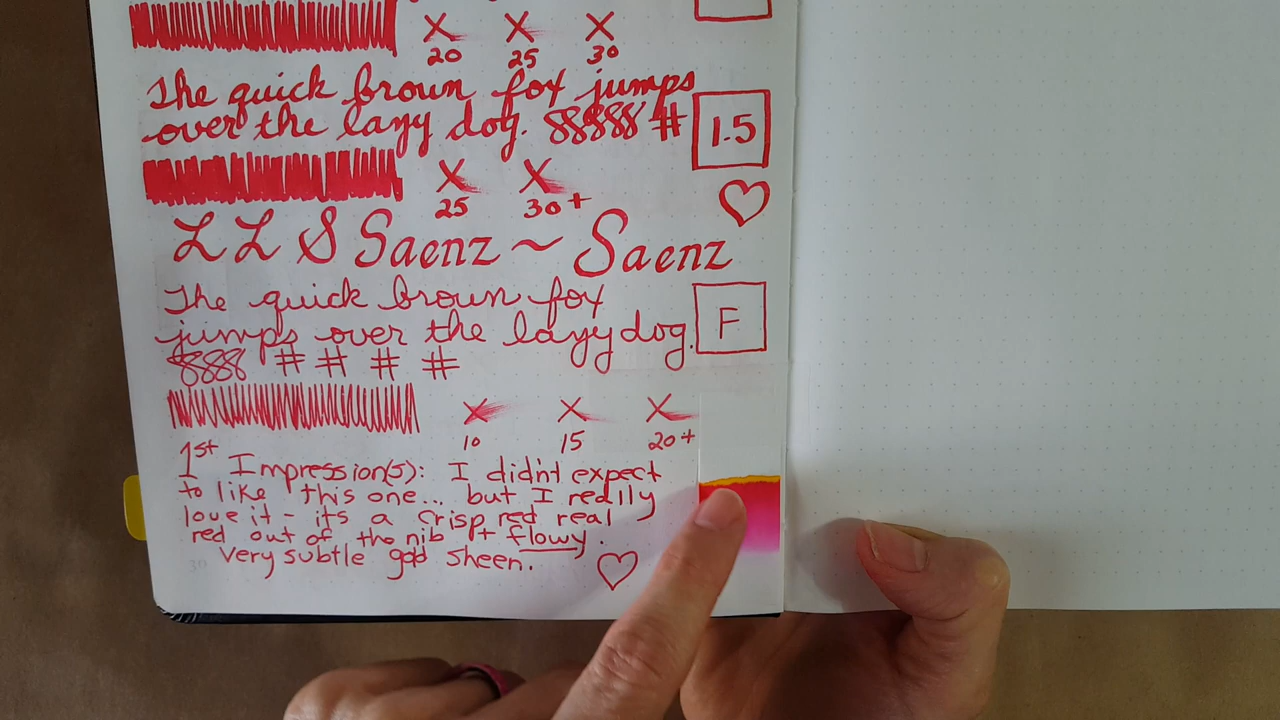 X X X
20 25 30
The quick brown fox jumps
over the lazy dog. 88888 #
1.5
X X
25 30+
L L S Saenz ~ Saenz
The quick brown fox
jumps over the lazy dog.
F
8888 # # # #
X X X
10 15 20+
1st Impression(s): I didn't expect
to like this one... but I really
love it - it's a crisp red real
red out of the nib + flowy.
Very subtle gold sheen.
30